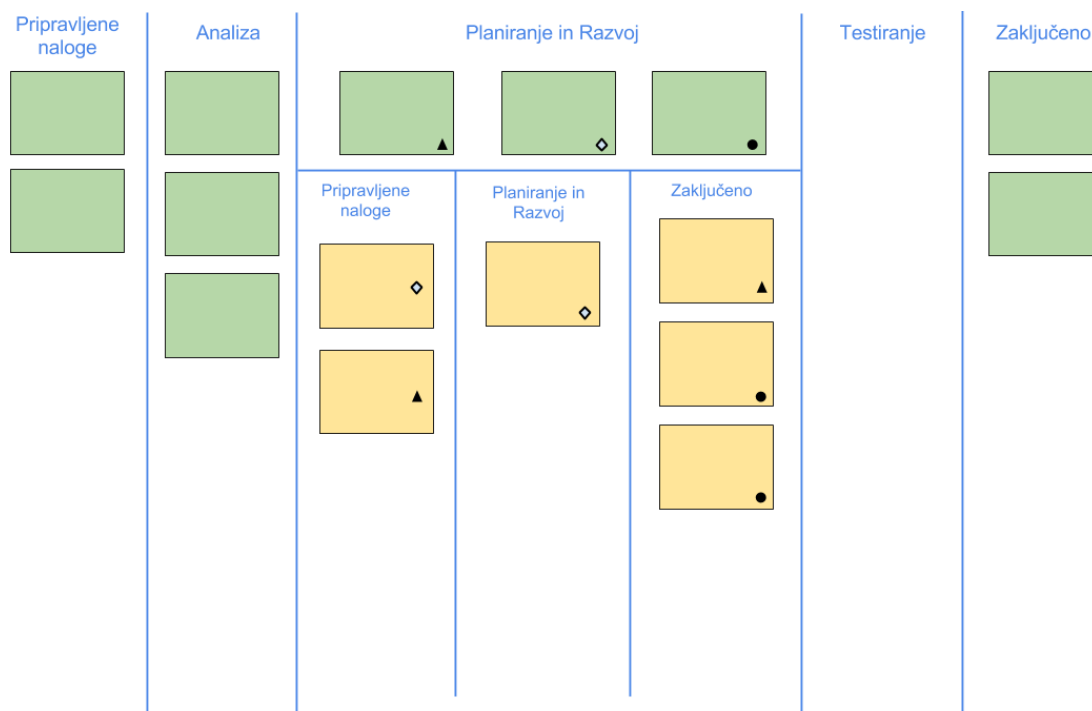 Pripravljene
naloge
Analiza
Planiranje in Razvoj
Testiranje
Zaključeno
Pripravljene
naloge
Planiranje in
Razvoj
Zaključeno